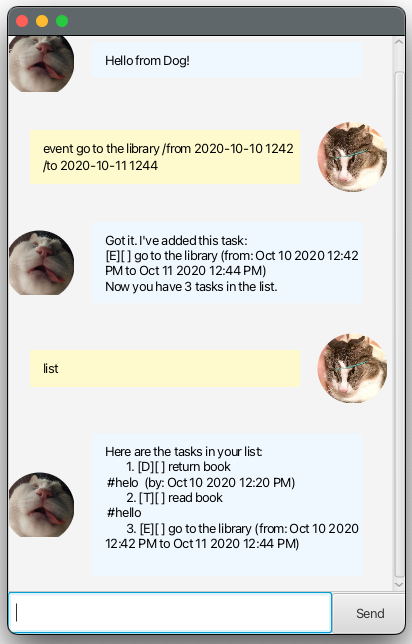 Hello from Dog!
event go to the library /from 2020-10-10 1242
/to 2020-10-11 1244
Got it. I've added this task:
[E][ ] go to the library (from: Oct 10 2020 12:42
PM to Oct 11 2020 12:44 PM)
Now you have 3 tasks in the list.
list
Here are the tasks in your list:
1. [D][ ] return book
#helo (by: Oct 10 2020 12:20 PM)
2. [T][ ] read book
#hello
3. [E][ ] go to the library (from: Oct 10 2020
12:42 PM to Oct 11 2020 12:44 PM)
Send